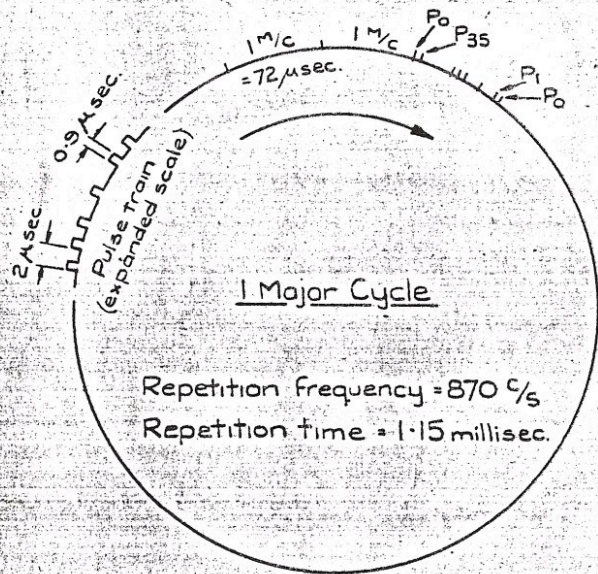 P0
P35
1 M/c
1 M/c
=72 µsec.
P1
P0
0.9 µsec.
2 µsec.
Pulse train
(expanded scale)
1 Major Cycle
Repetition frequency = 870 c/s
Repetition time = 1·15 millisec.